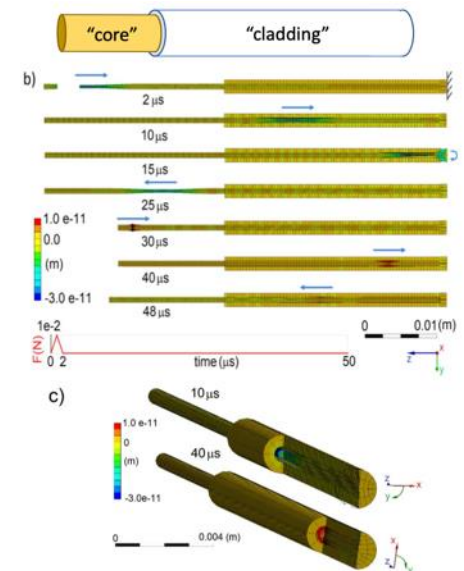 “core”
“cladding”
b)
2 μs
10 μs
15 μs
25 μs
30 μs
40 μs
48 μs
1.0 e-11
0.0
(m)
-3.0 e-11
0 0.01 (m)
x
z
y
1e-2
F(N)
0 2
time (μs)
50
c)
10 μs
1.0 e-11
0
(m)
-3.0e-11
z
x
y
40 μs
0 0.004 (m)
x
z
y